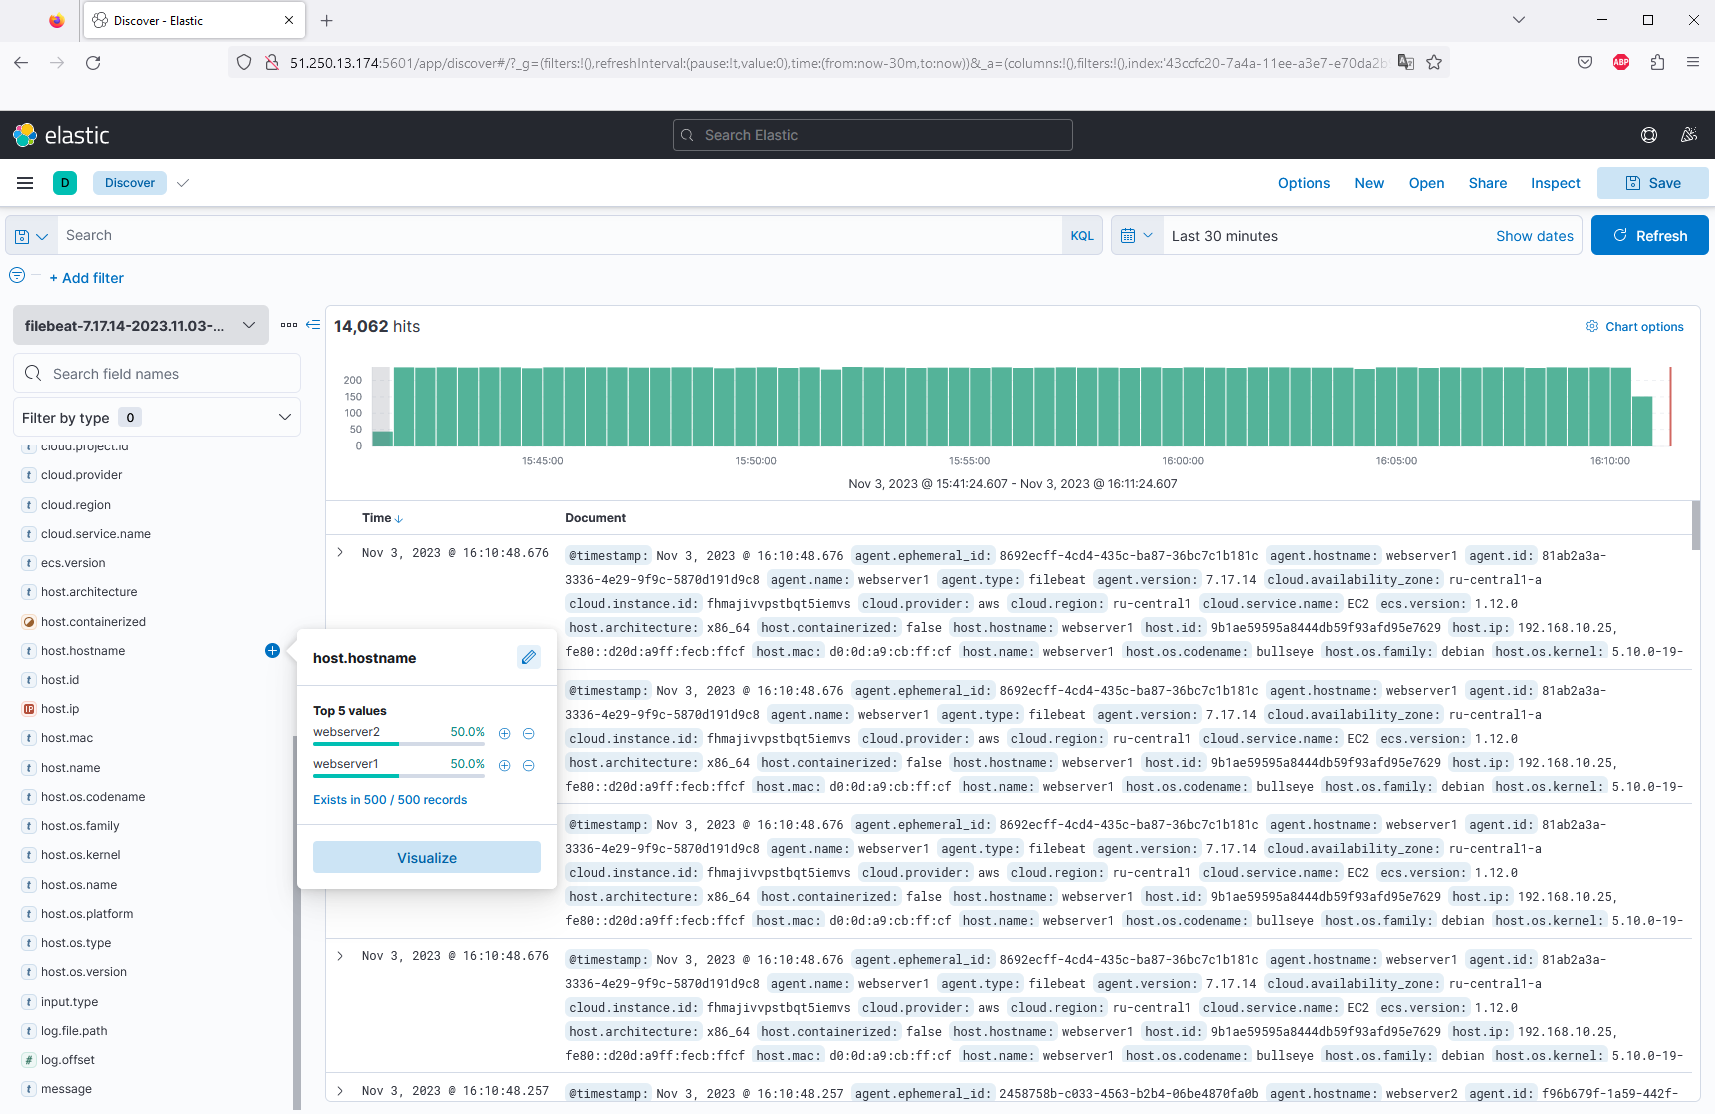 Discover - Elastic
51.250.13.174:5601/app/discover#/?_g=(filters:!(),refreshInterval:(pause:!t,value:0),time:(from:now-30m,to:now))&_a=(columns:!(),filters:!(),index:'43ccfc20-7a4a-11ee-a3e7-e70da2b
ABP
elastic
Search Elastic
D
Discover
Options
New
Open
Share
Inspect
Save
Search
KQL
Last 30 minutes
Show dates
Refresh
+ Add filter
filebeat-7.17.14-2023.11.03-...
Search field names
Filter by type 0
cloud.project.id
t cloud.provider
t cloud.region
t cloud.service.name
t ecs.version
t host.architecture
host.containerized
t host.hostname
t host.id
IP host.ip
t host.mac
t host.name
t host.os.codename
t host.os.family
t host.os.kernel
t host.os.name
t host.os.platform
t host.os.type
t host.os.version
t input.type
t log.file.path
# log.offset
t message
host.hostname
Top 5 values
webserver2 50.0%
webserver1 50.0%
Exists in 500 / 500 records
Visualize
14,062 hits
Chart options
200
150
100
50
0
15:45:00 15:50:00 15:55:00 16:00:00 16:05:00 16:10:00
Nov 3, 2023 @ 15:41:24.607 - Nov 3, 2023 @ 16:11:24.607
Time Document
Nov 3, 2023 @ 16:10:48.676
@timestamp: Nov 3, 2023 @ 16:10:48.676 agent.ephemeral_id: 8692ecff-4cd4-435c-ba87-36bc7c1b181c agent.hostname: webserver1 agent.id: 81ab2a3a-
3336-4e29-9f9c-5870d191d9c8 agent.name: webserver1 agent.type: filebeat agent.version: 7.17.14 cloud.availability_zone: ru-central1-a
cloud.instance.id: fhmajivvpstbqt5iemvs cloud.provider: aws cloud.region: ru-central1 cloud.service.name: EC2 ecs.version: 1.12.0
host.architecture: x86_64 host.containerized: false host.hostname: webserver1 host.id: 9b1ae59595a8444db59f93afd95e7629 host.ip: 192.168.10.25,
fe80::d20d:a9ff:fecb:ffcf host.mac: d0:0d:a9:cb:ff:cf host.name: webserver1 host.os.codename: bullseye host.os.family: debian host.os.kernel: 5.10.0-19-
@timestamp: Nov 3, 2023 @ 16:10:48.676 agent.ephemeral_id: 8692ecff-4cd4-435c-ba87-36bc7c1b181c agent.hostname: webserver1 agent.id: 81ab2a3a-
3336-4e29-9f9c-5870d191d9c8 agent.name: webserver1 agent.type: filebeat agent.version: 7.17.14 cloud.availability_zone: ru-central1-a
cloud.instance.id: fhmajivvpstbqt5iemvs cloud.provider: aws cloud.region: ru-central1 cloud.service.name: EC2 ecs.version: 1.12.0
host.architecture: x86_64 host.containerized: false host.hostname: webserver1 host.id: 9b1ae59595a8444db59f93afd95e7629 host.ip: 192.168.10.25,
fe80::d20d:a9ff:fecb:ffcf host.mac: d0:0d:a9:cb:ff:cf host.name: webserver1 host.os.codename: bullseye host.os.family: debian host.os.kernel: 5.10.0-19-
@timestamp: Nov 3, 2023 @ 16:10:48.676 agent.ephemeral_id: 8692ecff-4cd4-435c-ba87-36bc7c1b181c agent.hostname: webserver1 agent.id: 81ab2a3a-
3336-4e29-9f9c-5870d191d9c8 agent.name: webserver1 agent.type: filebeat agent.version: 7.17.14 cloud.availability_zone: ru-central1-a
cloud.instance.id: fhmajivvpstbqt5iemvs cloud.provider: aws cloud.region: ru-central1 cloud.service.name: EC2 ecs.version: 1.12.0
host.architecture: x86_64 host.containerized: false host.hostname: webserver1 host.id: 9b1ae59595a8444db59f93afd95e7629 host.ip: 192.168.10.25,
fe80::d20d:a9ff:fecb:ffcf host.mac: d0:0d:a9:cb:ff:cf host.name: webserver1 host.os.codename: bullseye host.os.family: debian host.os.kernel: 5.10.0-19-
Nov 3, 2023 @ 16:10:48.676
@timestamp: Nov 3, 2023 @ 16:10:48.676 agent.ephemeral_id: 8692ecff-4cd4-435c-ba87-36bc7c1b181c agent.hostname: webserver1 agent.id: 81ab2a3a-
3336-4e29-9f9c-5870d191d9c8 agent.name: webserver1 agent.type: filebeat agent.version: 7.17.14 cloud.availability_zone: ru-central1-a
cloud.instance.id: fhmajivvpstbqt5iemvs cloud.provider: aws cloud.region: ru-central1 cloud.service.name: EC2 ecs.version: 1.12.0
host.architecture: x86_64 host.containerized: false host.hostname: webserver1 host.id: 9b1ae59595a8444db59f93afd95e7629 host.ip: 192.168.10.25,
fe80::d20d:a9ff:fecb:ffcf host.mac: d0:0d:a9:cb:ff:cf host.name: webserver1 host.os.codename: bullseye host.os.family: debian host.os.kernel: 5.10.0-19-
Nov 3, 2023 @ 16:10:48.257
@timestamp: Nov 3, 2023 @ 16:10:48.257 agent.ephemeral_id: 2458758b-c033-4563-b2b4-06be4870fa0b agent.hostname: webserver2 agent.id: f96b679f-1a59-442f-